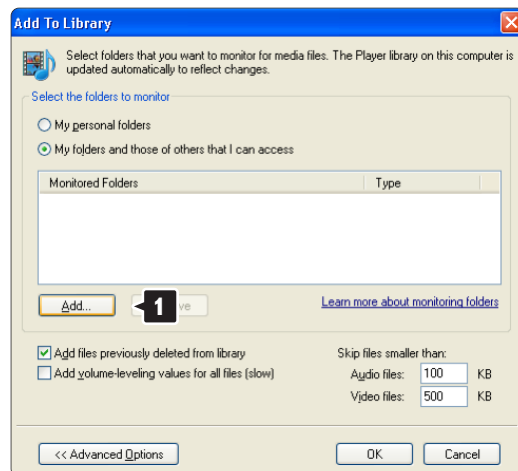 Add To Library
Select folders that you want to monitor for media files. The Player library on this computer is
updated automatically to reflect changes.
Select the folders to monitor
My personal folders
My folders and those of others that I can access
Monitored Folders Type
Add... 1 ve Learn more about monitoring folders
Add files previously deleted from library Skip files smaller than:
Add volume-leveling values for all files (slow) Audio files: 100 KB
Video files: 500 KB
<< Advanced Options OK Cancel